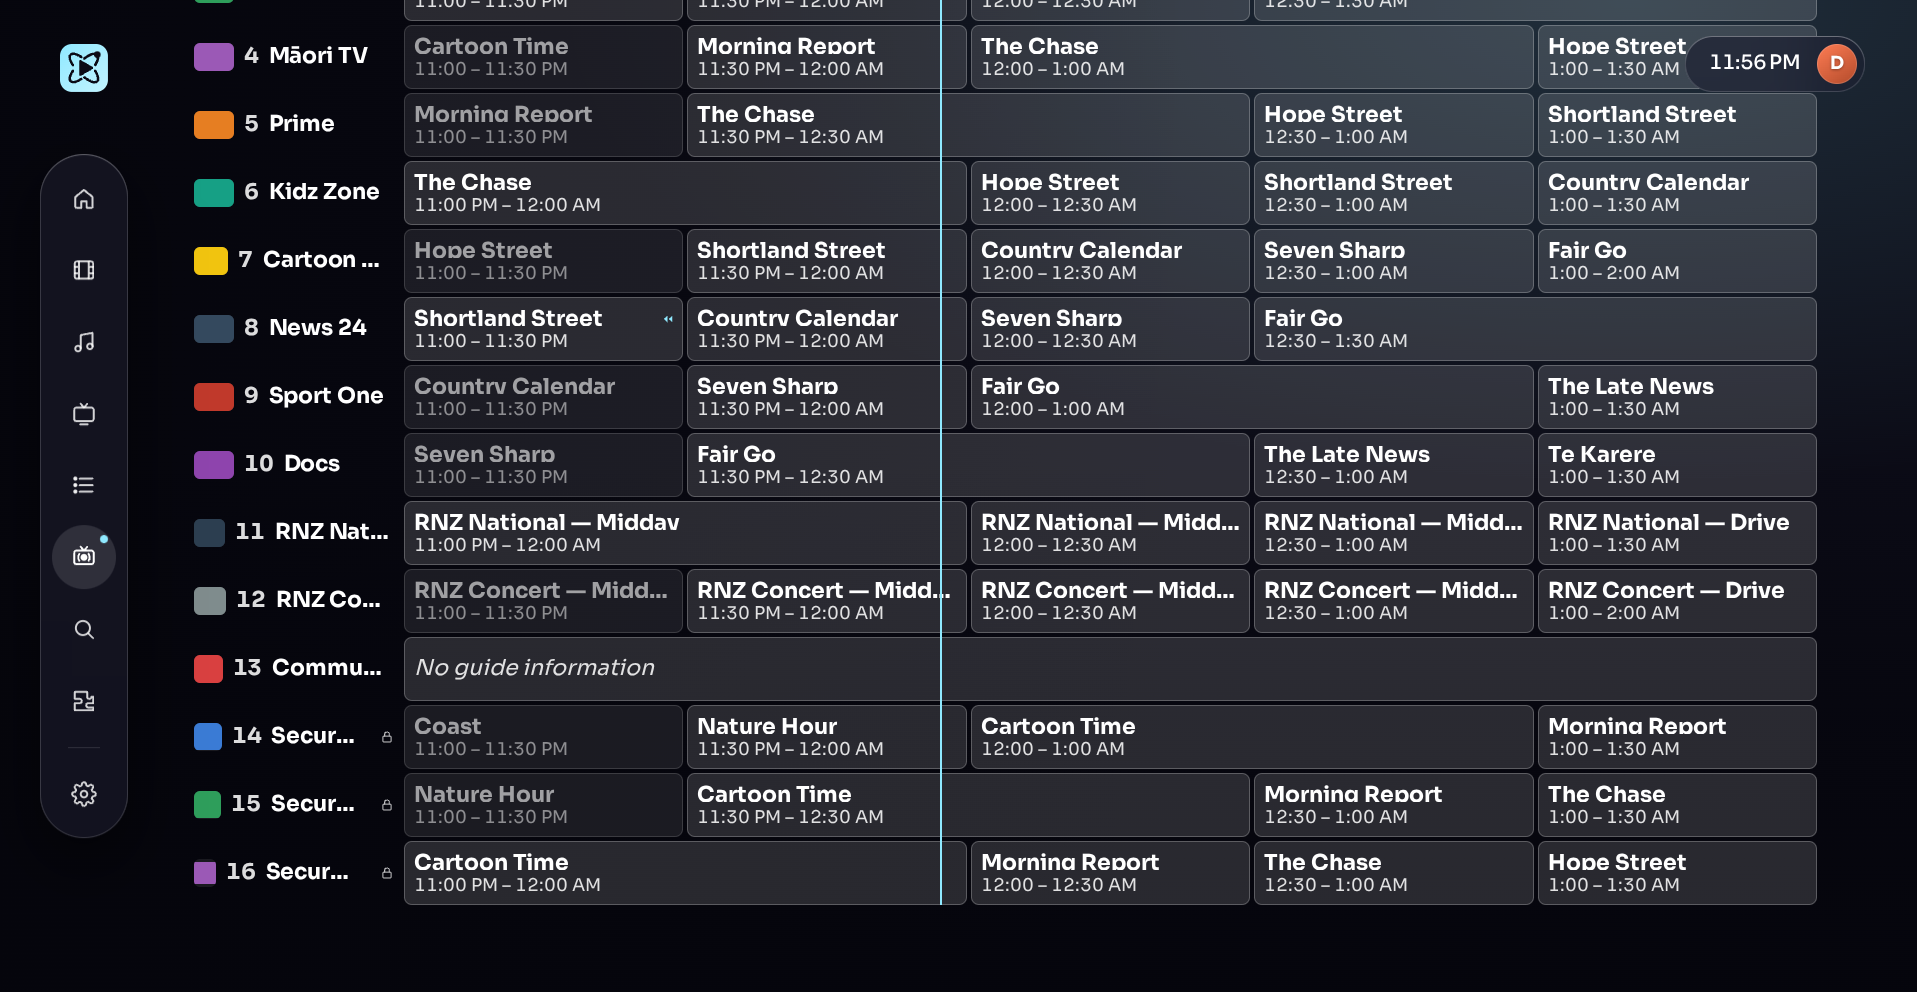 11:00 – 11:30 PM
11:30 PM – 12:00 AM
12:00 – 12:30 AM
12:30 – 1:30 AM
4 Māori TV
Cartoon Time
11:00 – 11:30 PM
Morning Report
11:30 PM – 12:00 AM
The Chase
12:00 – 1:00 AM
Hope Street
1:00 – 1:30 AM
11:56 PM
D
5 Prime
Morning Report
11:00 – 11:30 PM
The Chase
11:30 PM – 12:30 AM
Hope Street
12:30 – 1:00 AM
Shortland Street
1:00 – 1:30 AM
6 Kidz Zone
The Chase
11:00 PM – 12:00 AM
Hope Street
12:00 – 12:30 AM
Shortland Street
12:30 – 1:00 AM
Country Calendar
1:00 – 1:30 AM
7 Cartoon ...
Hope Street
11:00 – 11:30 PM
Shortland Street
11:30 PM – 12:00 AM
Country Calendar
12:00 – 12:30 AM
Seven Sharp
12:30 – 1:00 AM
Fair Go
1:00 – 2:00 AM
8 News 24
Shortland Street
11:00 – 11:30 PM
Country Calendar
11:30 PM – 12:00 AM
Seven Sharp
12:00 – 12:30 AM
Fair Go
12:30 – 1:30 AM
9 Sport One
Country Calendar
11:00 – 11:30 PM
Seven Sharp
11:30 PM – 12:00 AM
Fair Go
12:00 – 1:00 AM
The Late News
1:00 – 1:30 AM
10 Docs
Seven Sharp
11:00 – 11:30 PM
Fair Go
11:30 PM – 12:30 AM
The Late News
12:30 – 1:00 AM
Te Karere
1:00 – 1:30 AM
11 RNZ Nat...
RNZ National — Midday
11:00 PM – 12:00 AM
RNZ National — Midd...
12:00 – 12:30 AM
RNZ National — Midd...
12:30 – 1:00 AM
RNZ National — Drive
1:00 – 1:30 AM
12 RNZ Co...
RNZ Concert — Midd...
11:00 – 11:30 PM
RNZ Concert — Midd...
11:30 PM – 12:00 AM
RNZ Concert — Midd...
12:00 – 12:30 AM
RNZ Concert — Midd...
12:30 – 1:00 AM
RNZ Concert — Drive
1:00 – 2:00 AM
13 Commu...
No guide information
14 Secur...
Coast
11:00 – 11:30 PM
Nature Hour
11:30 PM – 12:00 AM
Cartoon Time
12:00 – 1:00 AM
Morning Report
1:00 – 1:30 AM
15 Secur...
Nature Hour
11:00 – 11:30 PM
Cartoon Time
11:30 PM – 12:30 AM
Morning Report
12:30 – 1:00 AM
The Chase
1:00 – 1:30 AM
16 Secur...
Cartoon Time
11:00 PM – 12:00 AM
Morning Report
12:00 – 12:30 AM
The Chase
12:30 – 1:00 AM
Hope Street
1:00 – 1:30 AM